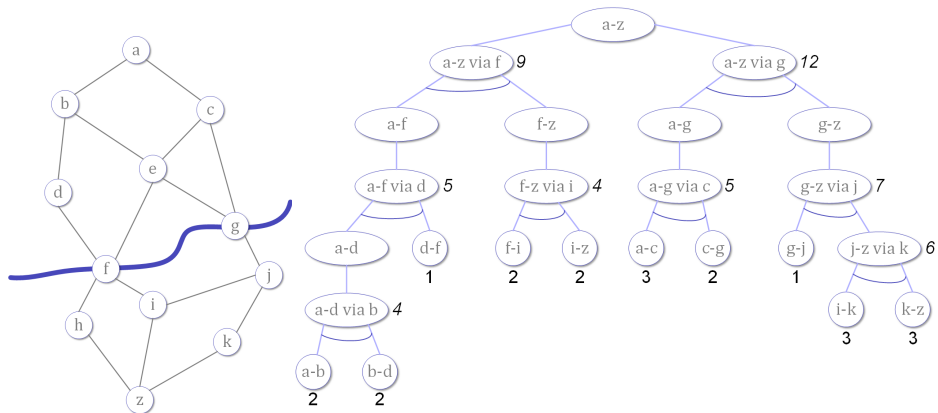 a
b
c
e
d
g
f
j
i
h
k
z
a-z
a-z via f 9
a-z via g 12
a-f
f-z
a-g
g-z
a-f via d 5
f-z via i 4
a-g via c 5
g-z via j 7
a-d
d-f
f-i
i-z
a-c
c-g
g-j
j-z via k 6
1
2
2
3
2
1
a-d via b 4
i-k
k-z
3
3
a-b
b-d
2
2